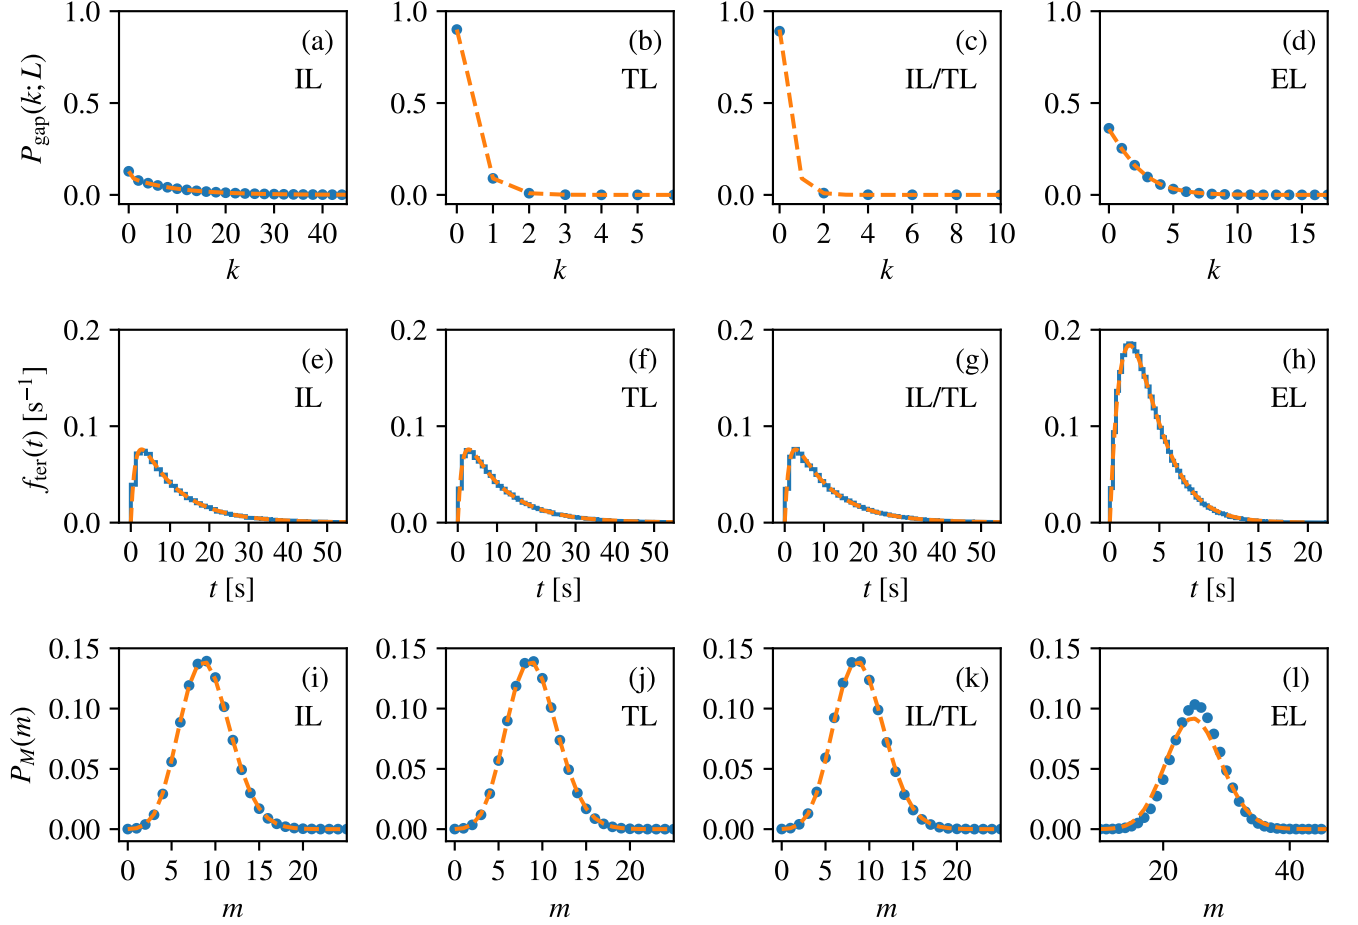 1.0
0.5
0.0
P_gap(k; L)
(a)
IL
0 10 20 30 40
k
1.0
0.5
0.0
(b)
TL
0 1 2 3 4 5
k
1.0
0.5
0.0
(c)
IL/TL
0 2 4 6 8 10
k
1.0
0.5
0.0
(d)
EL
0 5 10 15
k
0.2
0.1
0.0
f_ter(t) [s⁻¹]
(e)
IL
0 10 20 30 40 50
t [s]
0.2
0.1
0.0
(f)
TL
0 10 20 30 40 50
t [s]
0.2
0.1
0.0
(g)
IL/TL
0 10 20 30 40 50
t [s]
0.2
0.1
0.0
(h)
EL
0 5 10 15 20
t [s]
0.15
0.10
0.05
0.00
P_M(m)
(i)
IL
0 5 10 15 20
m
0.15
0.10
0.05
0.00
(j)
TL
0 5 10 15 20
m
0.15
0.10
0.05
0.00
(k)
IL/TL
0 5 10 15 20
m
0.15
0.10
0.05
0.00
(l)
EL
20 40
m